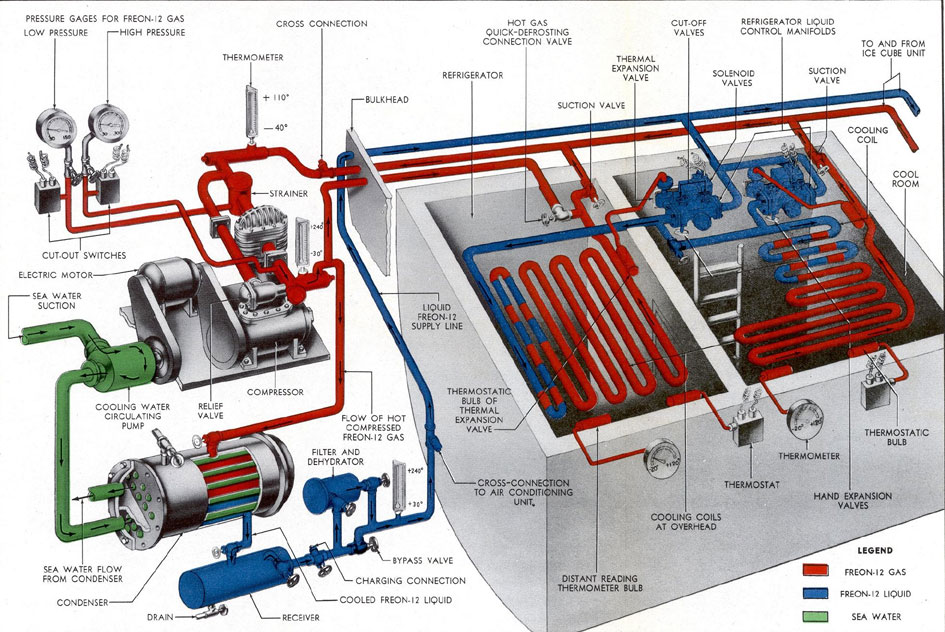 PRESSURE GAGES FOR FREON-12 GAS
LOW PRESSURE
HIGH PRESSURE
CROSS CONNECTION
THERMOMETER
+ 110°
- 40°
BULKHEAD
STRAINER
CUT-OUT SWITCHES
ELECTRIC MOTOR
+240°
-30°
SEA WATER
SUCTION
COOLING WATER
CIRCULATING
PUMP
RELIEF
VALVE
COMPRESSOR
FLOW OF HOT
COMPRESSED
FREON-12 GAS
LIQUID
FREON-12
SUPPLY LINE
FILTER AND
DEHYDRATOR
+240°
+30°
SEA WATER FLOW
FROM CONDENSER
CONDENSER
DRAIN
RECEIVER
COOLED FREON-12 LIQUID
CHARGING CONNECTION
BYPASS VALVE
CROSS-CONNECTION
TO AIR CONDITIONING
UNIT.
HOT GAS
QUICK-DEFROSTING
CONNECTION VALVE
REFRIGERATOR
SUCTION VALVE
THERMAL
EXPANSION
VALVE
CUT-OFF
VALVES
SOLENOID
VALVES
REFRIGERATOR LIQUID
CONTROL MANIFOLDS
SUCTION
VALVE
TO AND FROM
ICE CUBE UNIT
COOLING
COIL
COOL
ROOM
THERMOSTATIC
BULB OF
THERMAL
EXPANSION
VALVE
DISTANT READING
THERMOMETER BULB
COOLING COILS
AT OVERHEAD
THERMOSTAT
THERMOMETER
THERMOSTATIC
BULB
HAND EXPANSION
VALVES
LEGEND
FREON-12 GAS
FREON-12 LIQUID
SEA WATER